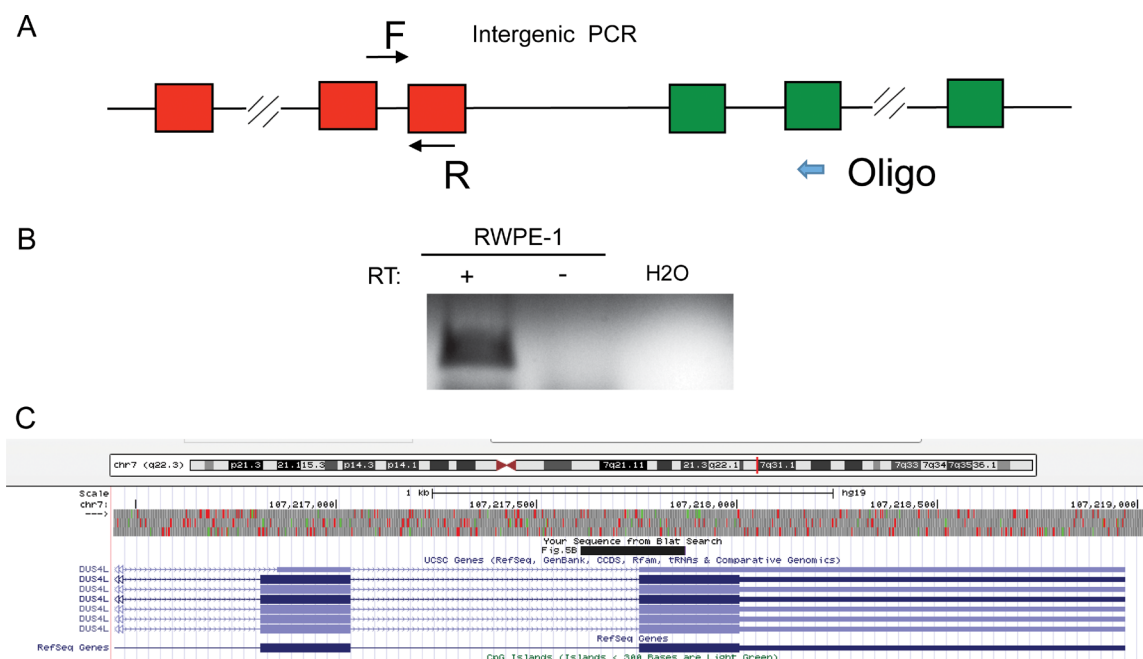 A
F
Intergenic PCR
R
Oligo
B
RWPE-1
RT: + - H2O
C
chr7 (q22.3) p21.3 21.1 15.3 p14.3 p14.1 7q21.11 21.3 q22.1 7q31.1 7q33 7q34 7q35 36.1
Scale 1 kb hg19
chr7: 107,217,000 107,217,500 107,218,000 107,218,500 107,219,000
--->
Your Sequence from Blat Search
Fig.5B
UCSC Genes (RefSeq, GenBank, CCDS, Rfam, tRNAs & Comparative Genomics)
DUS4L
DUS4L
DUS4L
DUS4L
DUS4L
DUS4L
DUS4L
RefSeq Genes
RefSeq Genes
CpG Islands (Islands < 300 Bases are Light Green)